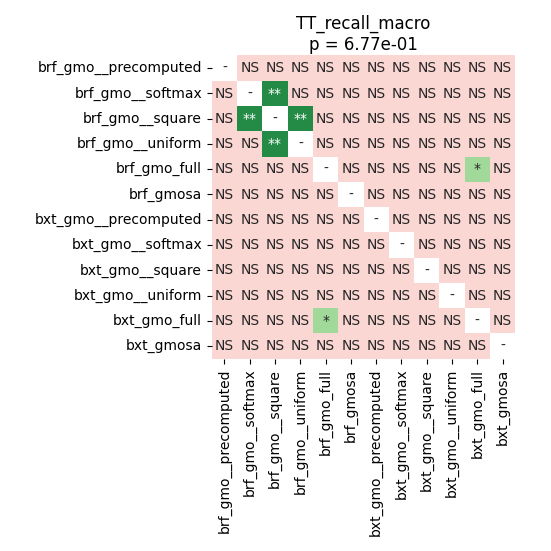 TT_recall_macro
p = 6.77e-01
brf_gmo__precomputed - NS NS NS NS NS NS NS NS NS NS NS
brf_gmo__softmax NS - ** NS NS NS NS NS NS NS NS NS
brf_gmo__square NS ** - ** NS NS NS NS NS NS NS NS
brf_gmo__uniform NS NS ** - NS NS NS NS NS NS NS NS
brf_gmo_full NS NS NS NS - NS NS NS NS NS * NS
brf_gmosa NS NS NS NS NS - NS NS NS NS NS NS
bxt_gmo__precomputed NS NS NS NS NS NS - NS NS NS NS NS
bxt_gmo__softmax NS NS NS NS NS NS NS - NS NS NS NS
bxt_gmo__square NS NS NS NS NS NS NS NS - NS NS NS
bxt_gmo__uniform NS NS NS NS NS NS NS NS NS - NS NS
bxt_gmo_full NS NS NS NS * NS NS NS NS NS - NS
bxt_gmosa NS NS NS NS NS NS NS NS NS NS NS -
brf_gmo__precomputed
brf_gmo__softmax
brf_gmo__square
brf_gmo__uniform
brf_gmo_full
brf_gmosa
bxt_gmo__precomputed
bxt_gmo__softmax
bxt_gmo__square
bxt_gmo__uniform
bxt_gmo_full
bxt_gmosa